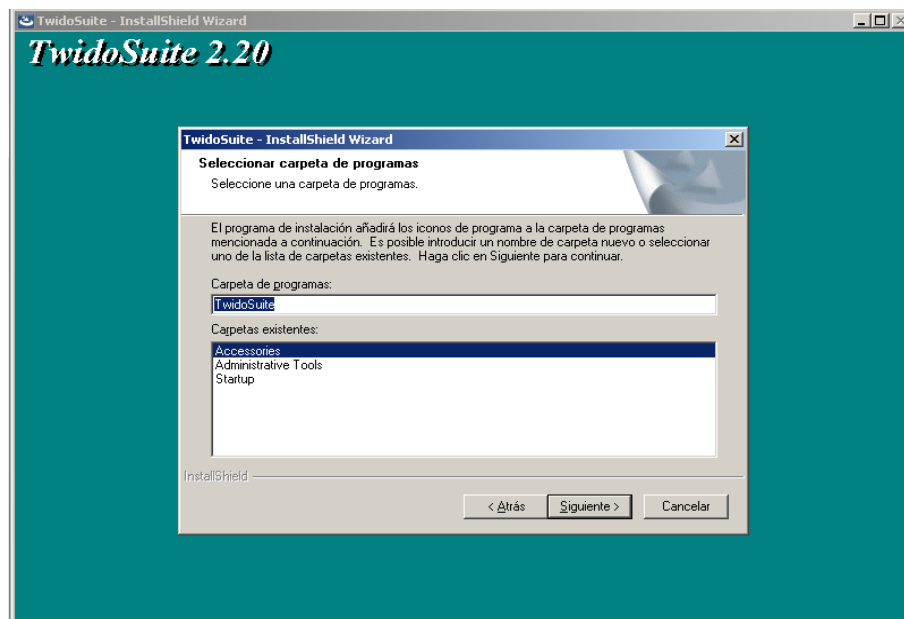 TwidoSuite - InstallShield Wizard
TwidoSuite 2.20
TwidoSuite - InstallShield Wizard
Seleccionar carpeta de programas
Seleccione una carpeta de programas.
El programa de instalación añadirá los iconos de programa a la carpeta de programas
mencionada a continuación. Es posible introducir un nombre de carpeta nuevo o seleccionar
uno de la lista de carpetas existentes. Haga clic en Siguiente para continuar.
Carpeta de programas:
TwidoSuite
Carpetas existentes:
Accessories
Administrative Tools
Startup
InstallShield
< Atrás Siguiente > Cancelar